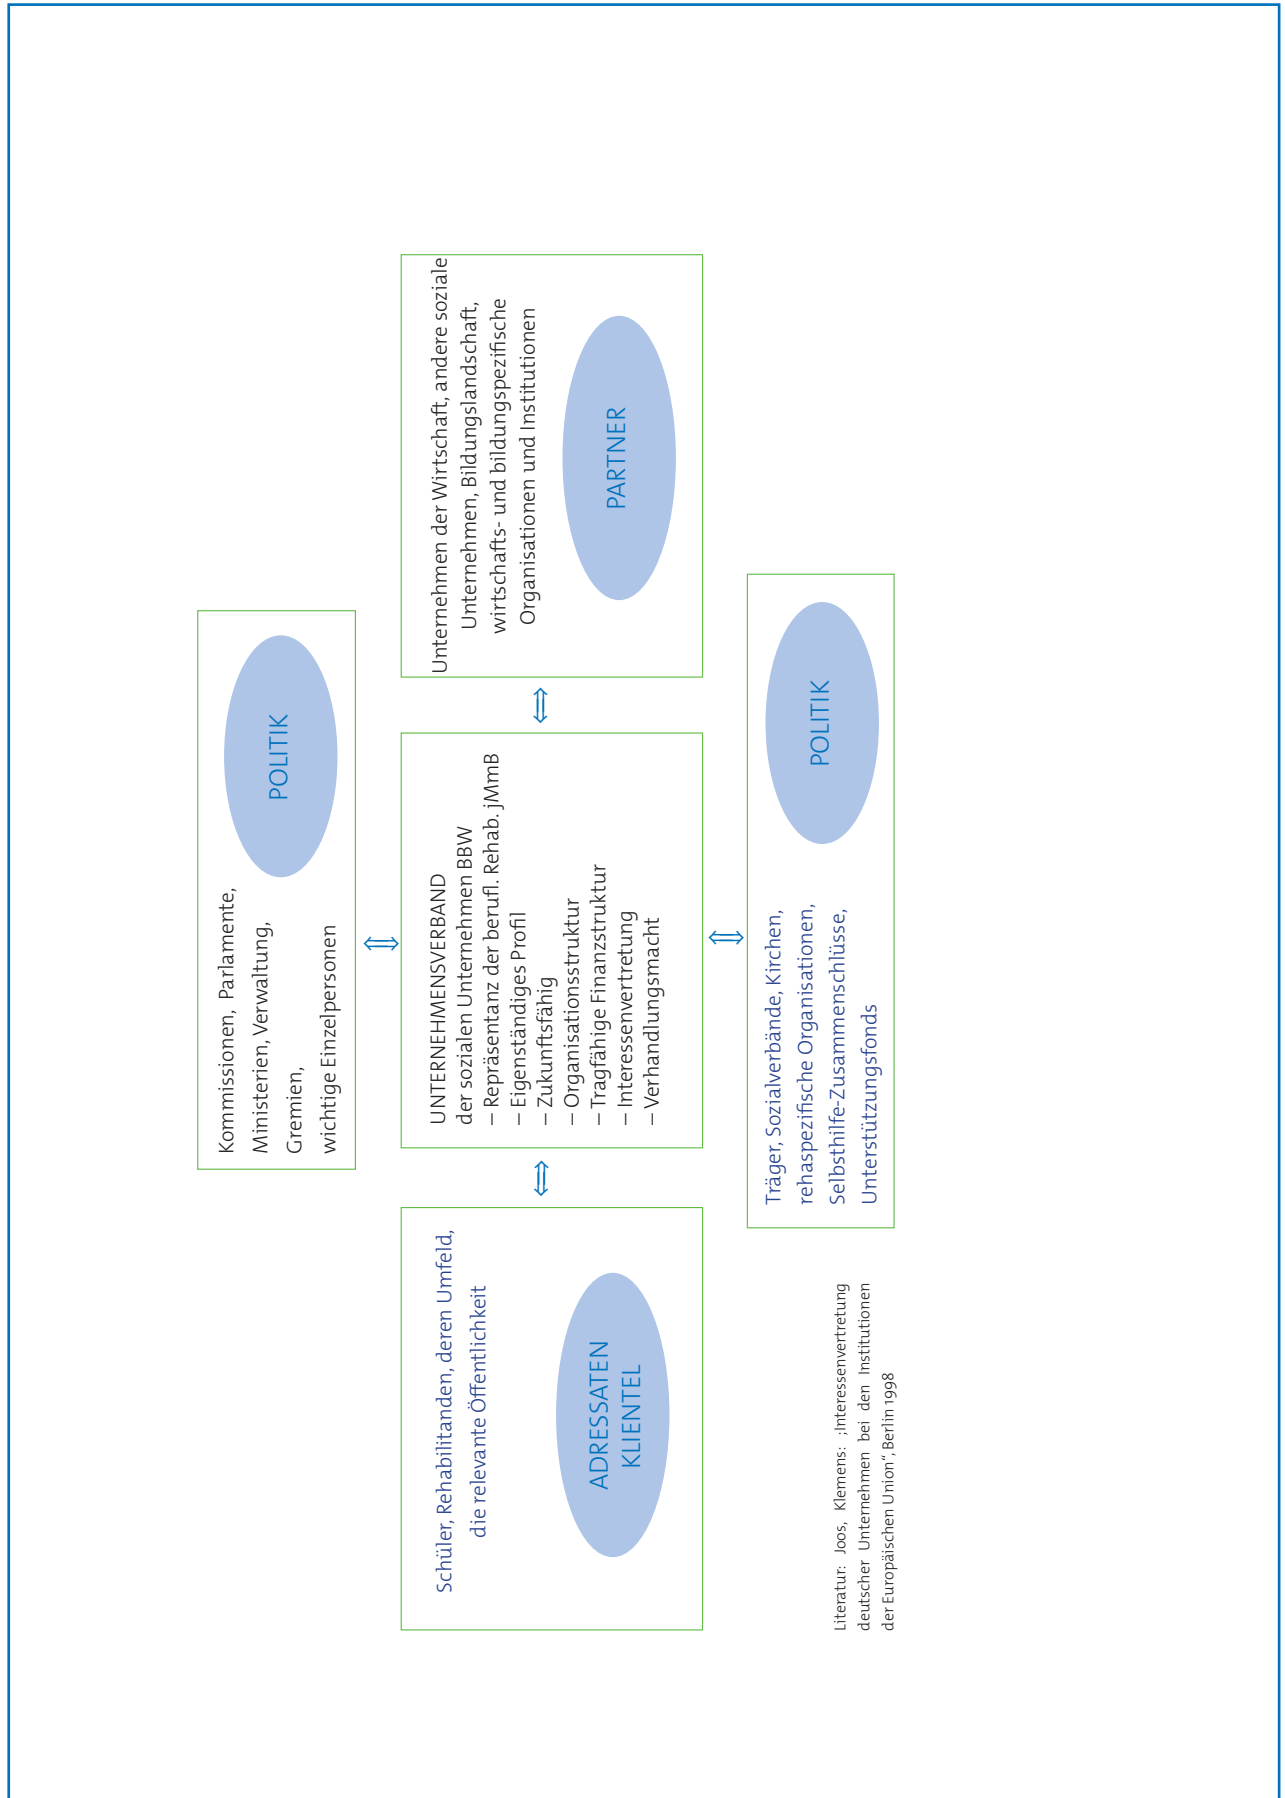 Kommissionen, Parlamente,
Ministerien, Verwaltung,
Gremien,
wichtige Einzelpersonen
POLITIK
Schüler, Rehabilitanden, deren Umfeld,
die relevante Öffentlichkeit
ADRESSATEN
KLIENTEL
⇔
UNTERNEHMENSVERBAND
der sozialen Unternehmen BBW
– Repräsentanz der berufl. Rehab. jMmB
– Eigenständiges Profil
– Zukunftsfähig
– Organisationsstruktur
– Tragfähige Finanzstruktur
– Interessenvertretung
– Verhandlungsmacht
⇔
Unternehmen der Wirtschaft, andere soziale
Unternehmen, Bildungslandschaft,
wirtschafts- und bildungspezifische
Organisationen und Institutionen
PARTNER
Träger, Sozialverbände, Kirchen,
rehaspezifische Organisationen,
Selbsthilfe-Zusammenschlüsse,
Unterstützungsfonds
POLITIK
Literatur: Joos, Klemens: ‚Interessenvertretung
deutscher Unternehmen bei den Institutionen
der Europäischen Union“, Berlin 1998